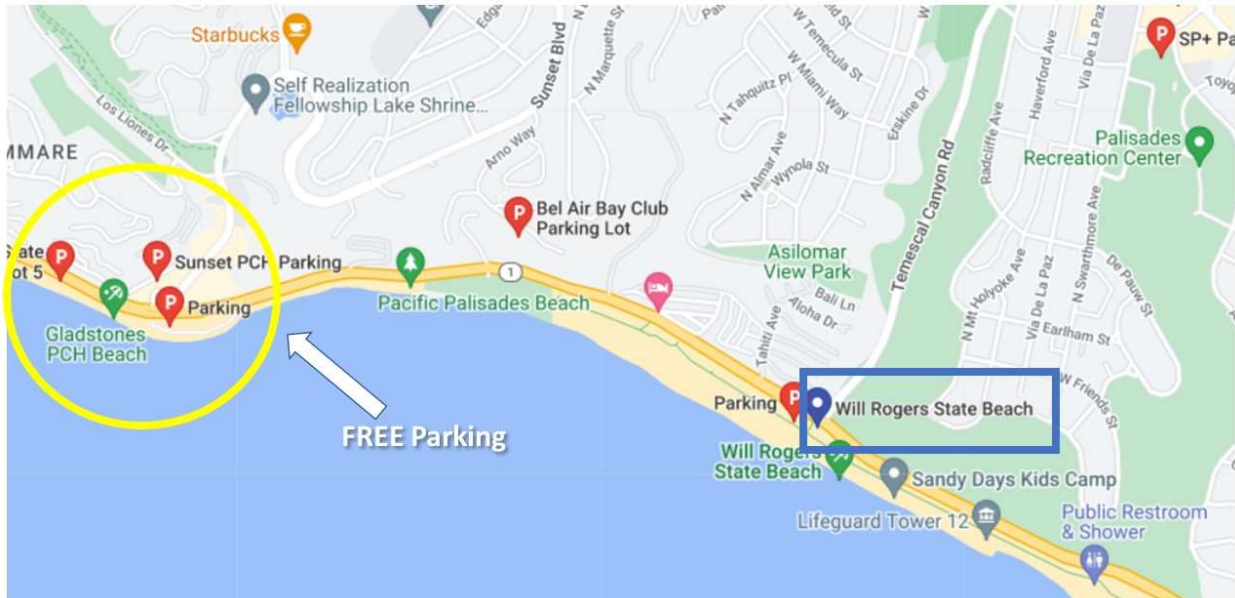 Starbucks
Self Realization
Fellowship Lake Shrine...
Los Liones Dr
Sunset Blvd
N Marquette St
Arno Way
W Temecula St
W Miami Way
N Tahquitz Pl
Erskine Dr
N Almar Ave
Wynola St
Temescal Canyon Rd
Radcliffe Ave
Haverford Ave
Via De La Paz
P
SP+ Pa
Toyop
Palisades
Recreation Center
MMARE
P
State
ot 5
P
Sunset PCH Parking
P
Parking
Gladstones
PCH Beach
Pacific Palisades Beach
P
Bel Air Bay Club
Parking Lot
1
Asilomar
View Park
Bali Ln
Aloha Dr
Tahiti Ave
N Mt Holyoke Ave
Via De La Paz
N Swarthmore Ave
De Pauw St
Earlham St
W Friends St
FREE Parking
Parking
P
Will Rogers State Beach
Will Rogers
State Beach
Sandy Days Kids Camp
Lifeguard Tower 12
Public Restroom
& Shower